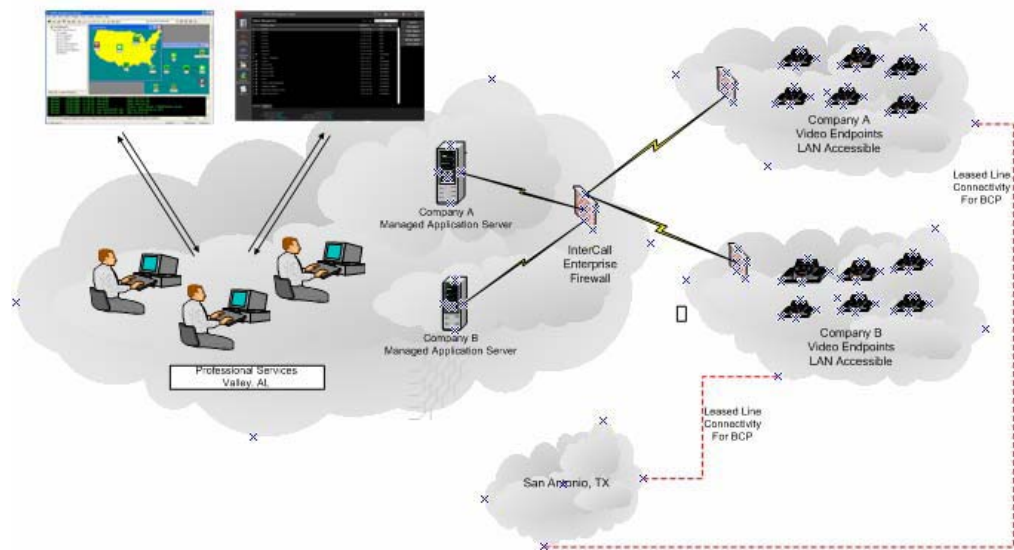 Company A
Video Endpoints
LAN Accessible
Leased Line
Connectivity
For BCP
Company A
Managed Application Server
InterCall
Enterprise
Firewall
Company B
Managed Application Server
Company B
Video Endpoints
LAN Accessible
Professional Services
Valley, AL
Leased Line
Connectivity
For BCP
San Antonio, TX